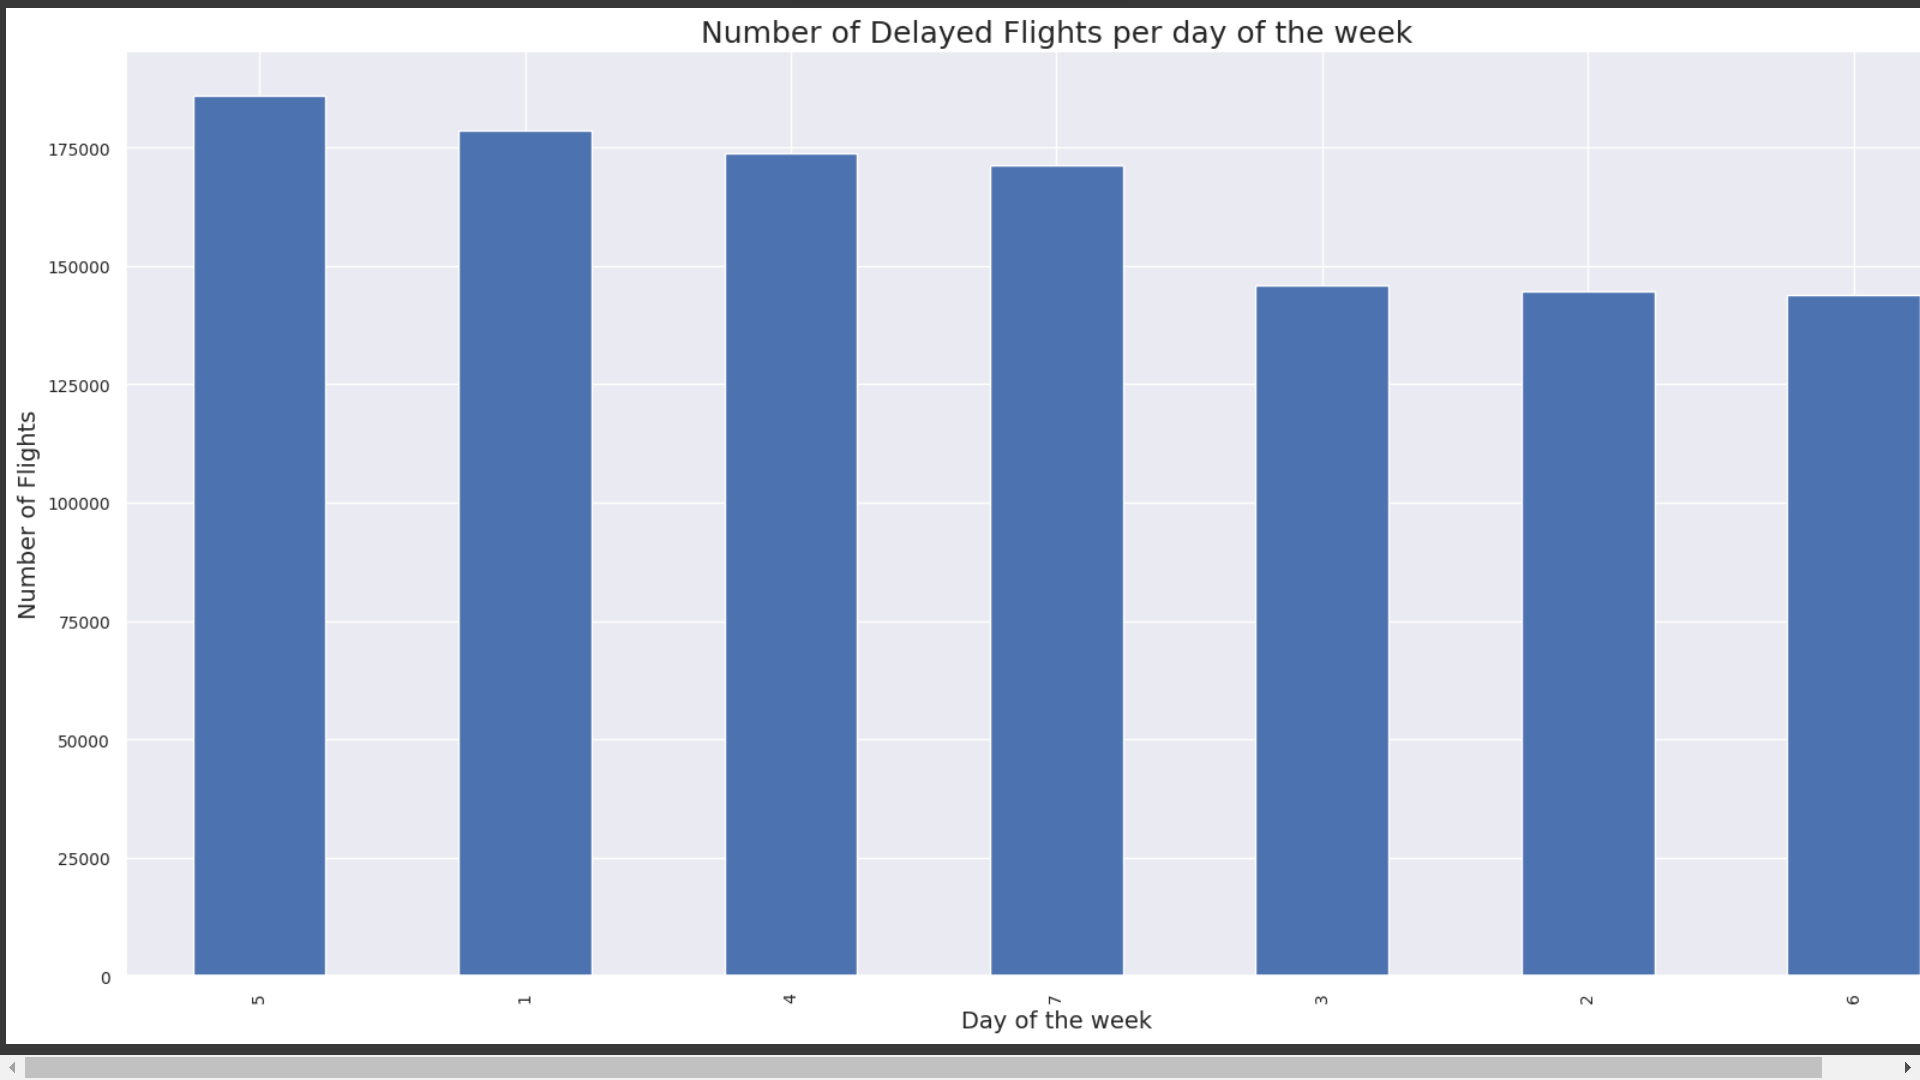 Number of Delayed Flights per day of the week
Number of Flights
175000
150000
125000
100000
75000
50000
25000
0
5 1 4 7 3 2 6
Day of the week